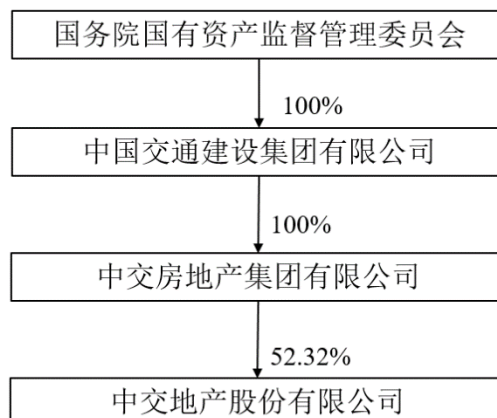 国务院国有资产监督管理委员会
100%
中国交通建设集团有限公司
100%
中交房地产集团有限公司
52.32%
中交地产股份有限公司